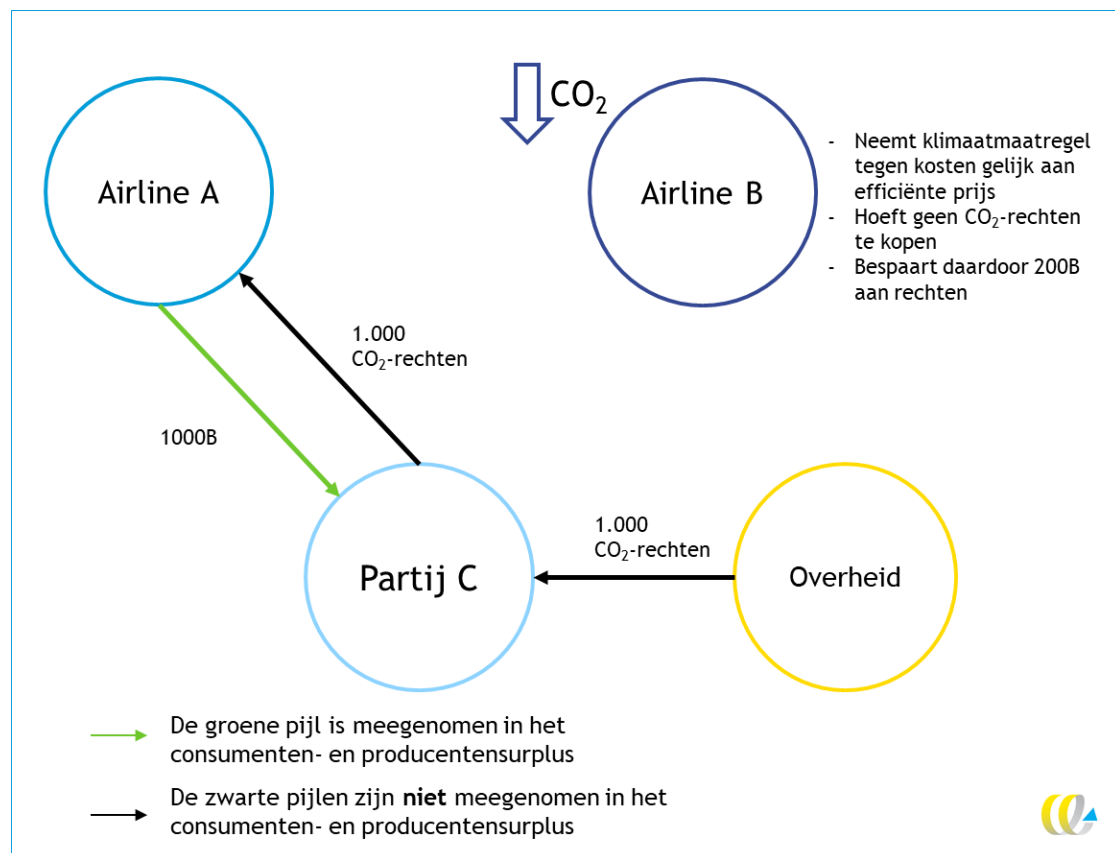 CO₂
Airline A
Airline B
- Neemt klimaatmaatregel
tegen kosten gelijk aan
efficiënte prijs
- Hoeft geen CO₂-rechten
te kopen
- Bespaart daardoor 200B
aan rechten
1.000
CO₂-rechten
1000B
1.000
CO₂-rechten
Partij C
Overheid
De groene pijl is meegenomen in het
consumenten- en producentensurplus
De zwarte pijlen zijn niet meegenomen in het
consumenten- en producentensurplus